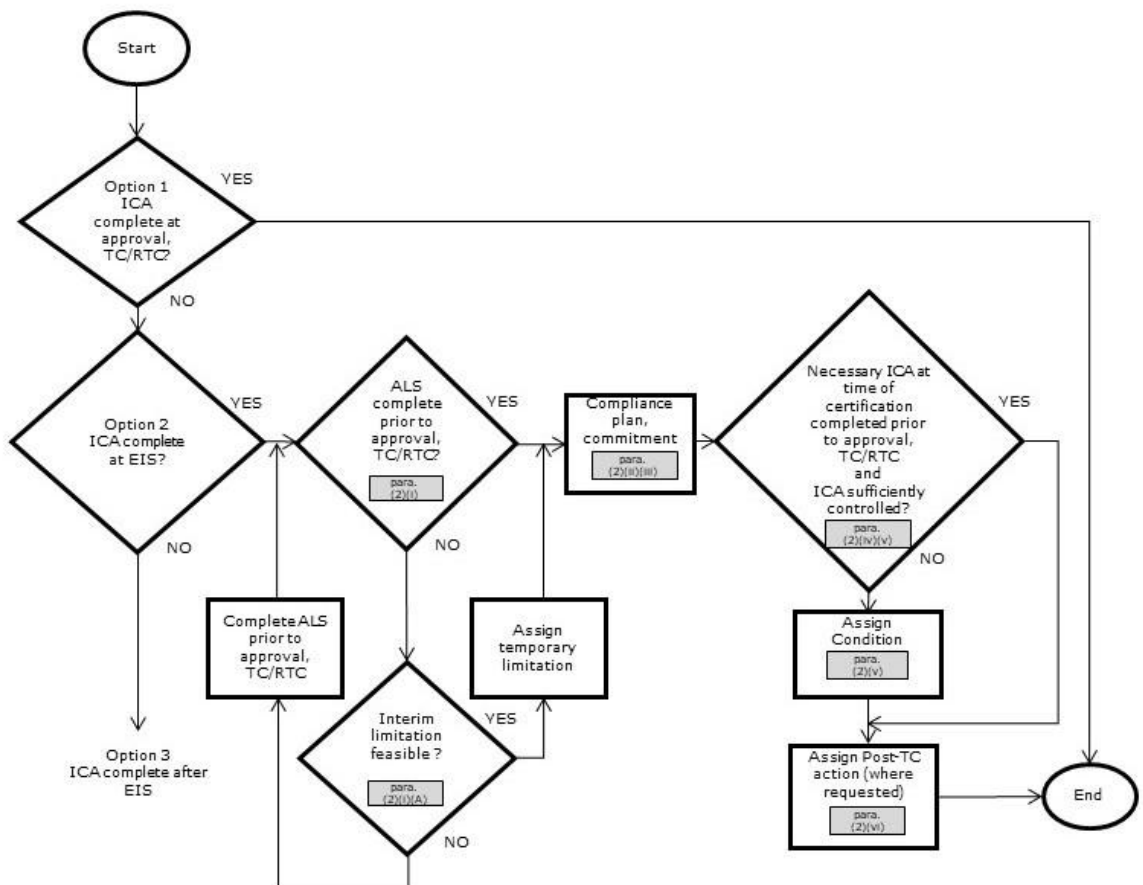 Start
Option 1
ICA
complete at
approval,
TC/RTC?
YES
NO
Option 2
ICA complete
at EIS?
YES
NO
Option 3
ICA complete after
EIS
ALS
complete
prior to
approval,
TC/RTC?
para.
(2)(i)
YES
NO
Complete ALS
prior to
approval,
TC/RTC
Interim
limitation
feasible ?
para.
(2)(i)(A)
YES
NO
Assign
temporary
limitation
Compliance
plan,
commitment
para.
(2)(ii)(iii)
Necessary ICA at
time of
certification
completed prior
to approval,
TC/RTC
and
ICA sufficiently
controlled?
para.
(2)(iv)(v)
YES
NO
Assign
Condition
para.
(2)(v)
Assign Post-TC
action (where
requested)
para.
(2)(vi)
End